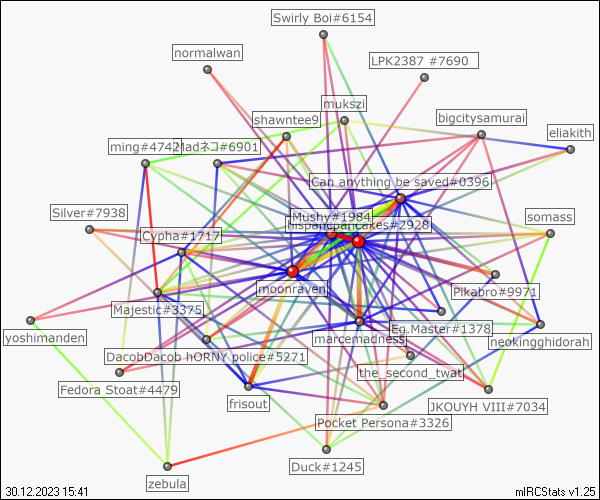 Swirly Boi#6154
normalwan
LPK2387 #7690
mukszi
shawntee9
bigcitysamurai
ming#4742
Madネコ#6901
eliakith
Can anything be saved#0396
Silver#7938
Mushy#1984
hispanicpancakes#2928
somass
Cypha#1717
moonraven
Pikabro#9971
Majestic#3375
marcemadness
Eg.Master#1378
neokingghidorah
yoshimanden
DacobDacob hORNY police#5271
the_second_twat
Fedora Stoat#4479
frisout
JKOUYH VIII#7034
Pocket Persona#3326
Duck#1245
zebula
30.12.2023 15:41
mIRCStats v1.25